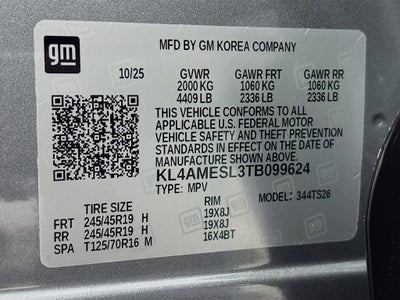 gm
MFD BY GM KOREA COMPANY
10/25 GVWR GAWR FRT GAWR RR
2000 KG 1060 KG 1060 KG
4409 LB 2336 LB 2336 LB
THIS VEHICLE CONFORMS TO ALL
APPLICABLE U.S. FEDERAL MOTOR
VEHICLE SAFETY AND THEFT PREVENTION
STANDARDS IN EFFECT ON THE DATE OF
MANUFACTURE SHOWN ABOVE.
KL4AMESL3TB099624
TYPE: MPV MODEL: 344TS26
TIRE SIZE RIM
FRT 245/45R19 H 19X8J
RR 245/45R19 H 19X8J
SPA T125/70R16 M 16X4BT